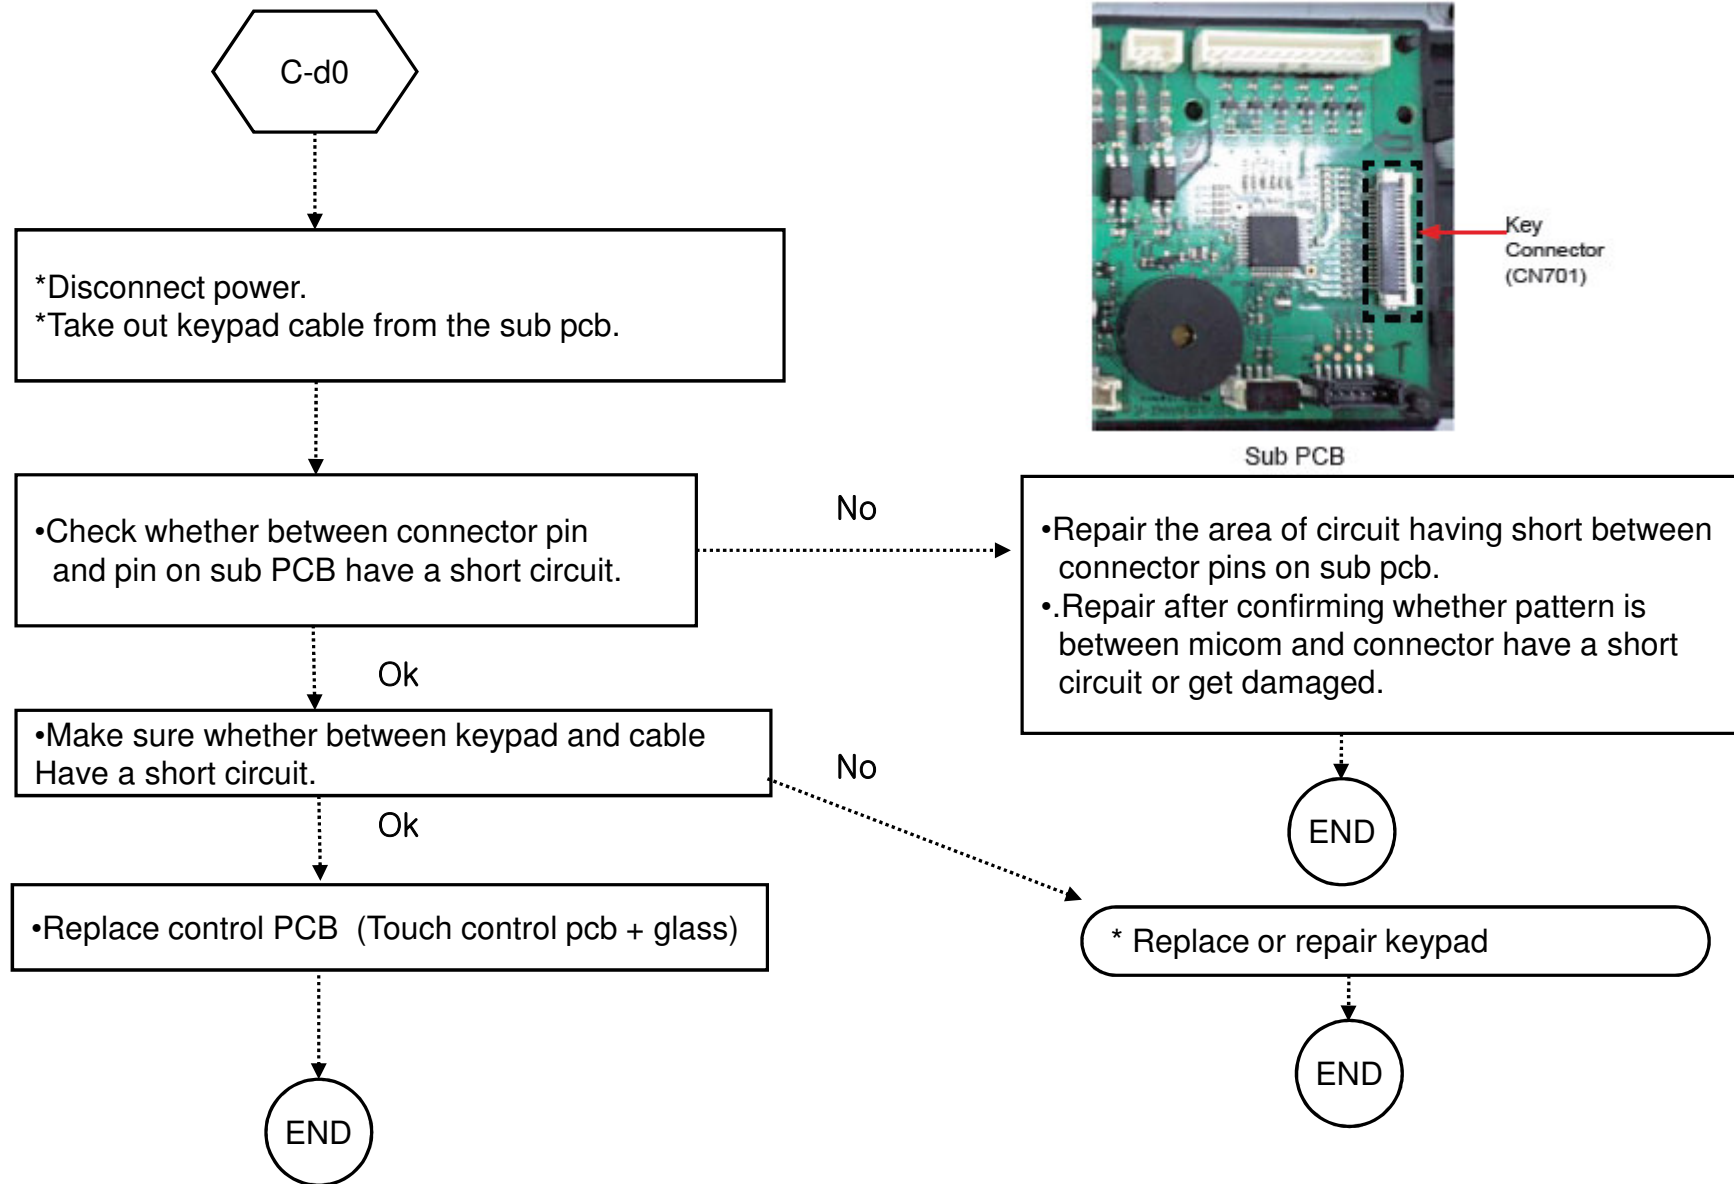 C-d0
*Disconnect power.
*Take out keypad cable from the sub pcb.
•Check whether between connector pin
and pin on sub PCB have a short circuit.
No
Ok
•Make sure whether between keypad and cable
Have a short circuit.
No
Ok
•Replace control PCB (Touch control pcb + glass)
END
Key
Connector
(CN701)
Sub PCB
•Repair the area of circuit having short between
connector pins on sub pcb.
•.Repair after confirming whether pattern is
between micom and connector have a short
circuit or get damaged.
END
* Replace or repair keypad
END